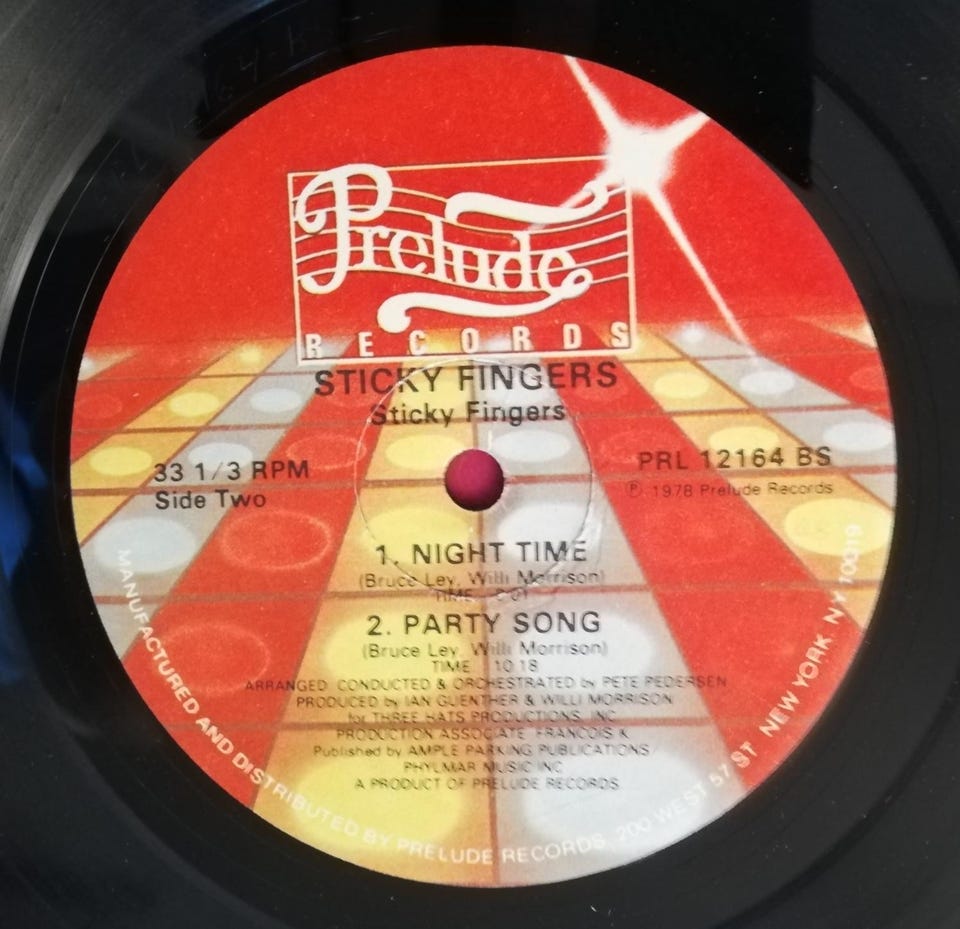 Prelude
RECORDS
STICKY FINGERS
Sticky Fingers
33 1/3 RPM
Side Two
PRL 12164 BS
℗ 1978 Prelude Records
1. NIGHT TIME
(Bruce Ley, Willi Morrison)
TIME
2. PARTY SONG
(Bruce Ley, Willi Morrison)
TIME 10:18
ARRANGED CONDUCTED & ORCHESTRATED by PETE PEDERSEN
PRODUCED by IAN GUENTHER & WILLI MORRISON
for THREE HATS PRODUCTIONS, INC.
PRODUCTION ASSOCIATE FRANCOIS K.
Published by AMPLE PARKING PUBLICATIONS/
PHYLMAR MUSIC INC.
A PRODUCT OF PRELUDE RECORDS
MANUFACTURED AND DISTRIBUTED BY PRELUDE RECORDS, 200 WEST 57 ST NEW YORK N.Y. 10019